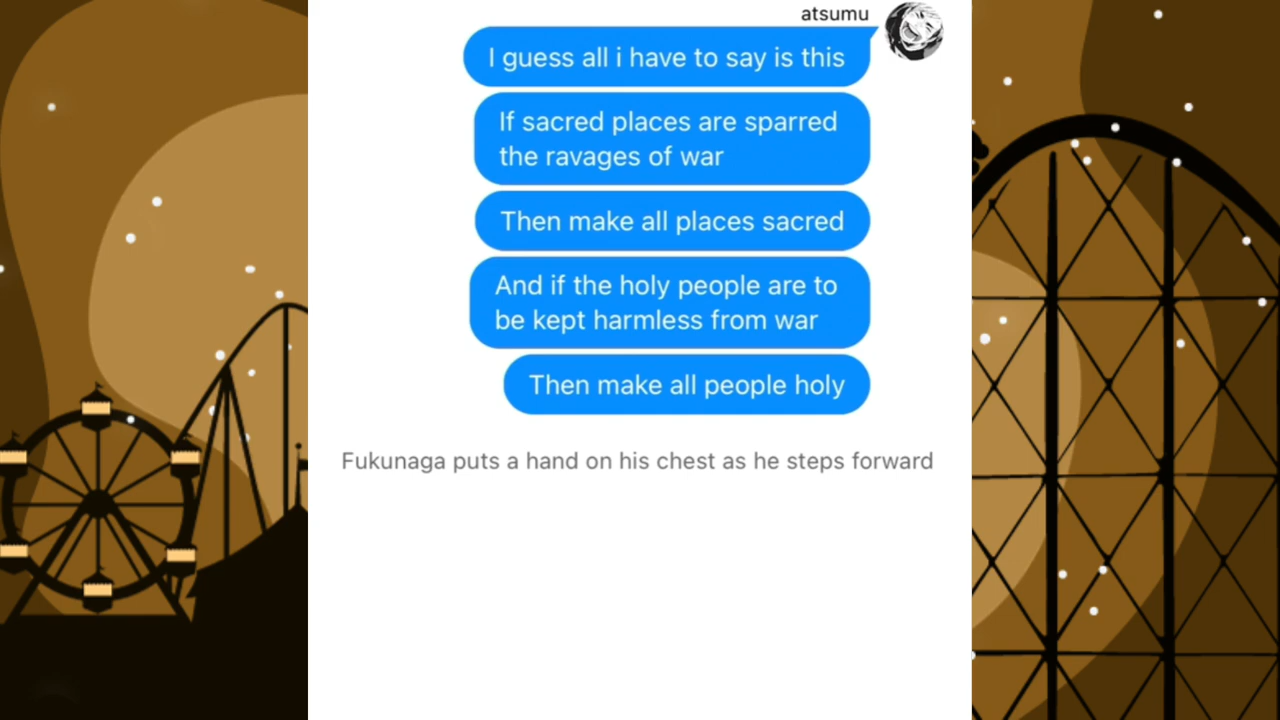 atsumu
I guess all i have to say is this
If sacred places are sparred
the ravages of war
Then make all places sacred
And if the holy people are to
be kept harmless from war
Then make all people holy
Fukunaga puts a hand on his chest as he steps forward